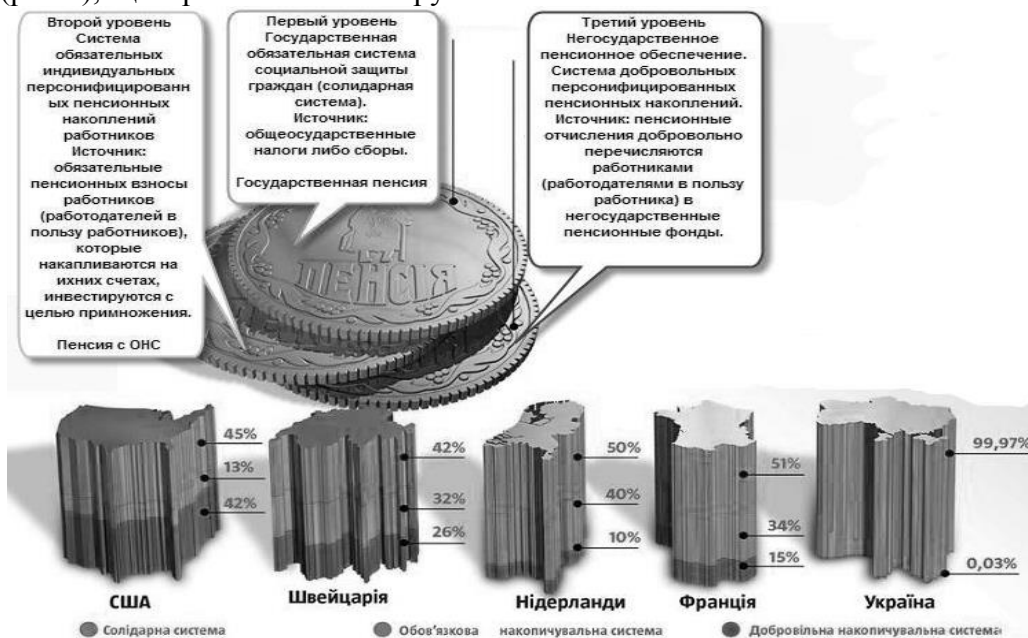 Второй уровень
Система
обязательных
индивидуальных
персонифицированн
ых пенсионных
накоплений
работников
Источник:
обязательные
пенсионных взносы
работников
(работодателей в
пользу работников),
которые
накапливаются на
ихних счетах,
инвестируются с
целью примножения.
Пенсия с ОНС
Первый уровень
Государственная
обязательная система
социальной защиты
граждан (солидарная
система).
Источник:
общеосударственные
налоги либо сборы.
Государственная пенсия
Третий уровень
Негосударственное
пенсионное обеспечение.
Система добровольных
персонифицированных
пенсионных накоплений.
Источник: пенсионные
отчисления добровольно
перечисляются
работниками
(работодателями в пользу
работника) в
негосударственные
пенсионные фонды.
ПЕНСІЯ
45%
13%
42%
США
42%
32%
26%
Швейцарія
50%
40%
10%
Нідерланди
51%
34%
15%
Франція
99,97%
0,03%
Україна
Солідарна система
Обов'язкова накопичувальна система
Добровільна накопичувальна система